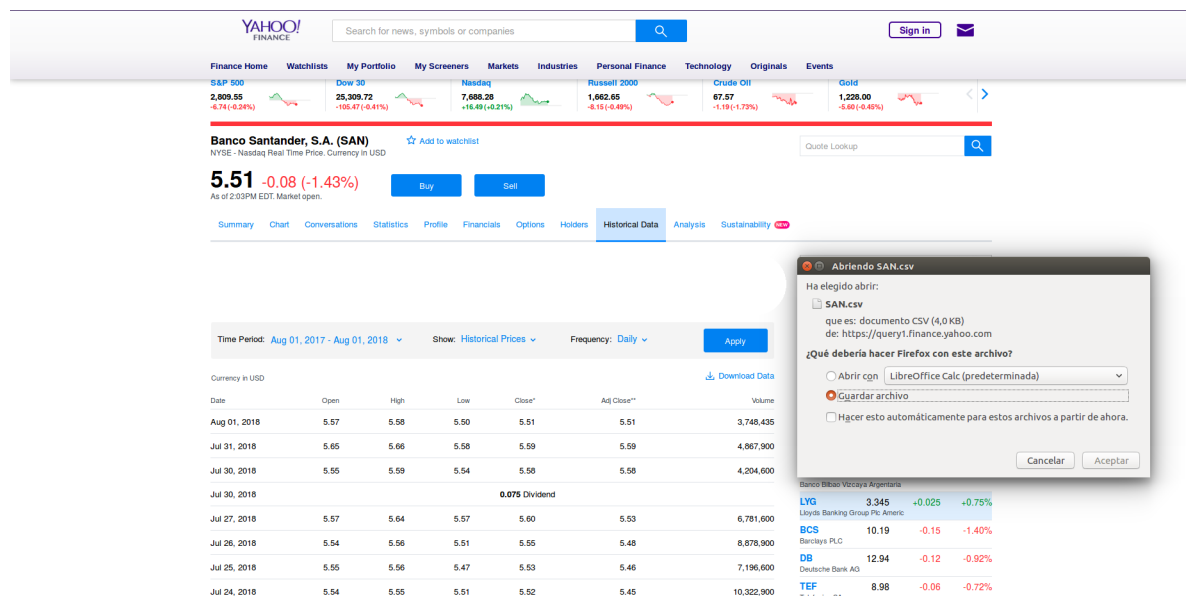 YAHOO!
FINANCE
Search for news, symbols or companies
Sign in
Finance Home Watchlists My Portfolio My Screeners Markets Industries Personal Finance Technology Originals Events
S&P 500 Dow 30 Nasdaq Russell 2000 Crude Oil Gold
2,809.55 25,309.72 7,688.28 1,662.65 67.57 1,228.00
-6.74 (-0.24%) -105.47 (-0.41%) +16.49 (+0.21%) -8.15 (-0.49%) -1.19 (-1.73%) -5.60 (-0.45%)
Banco Santander, S.A. (SAN) Add to watchlist
NYSE - Nasdaq Real Time Price. Currency in USD
Quote Lookup
5.51 -0.08 (-1.43%) Buy Sell
As of 2:03PM EDT. Market open.
Summary Chart Conversations Statistics Profile Financials Options Holders Historical Data Analysis Sustainability NEW
Time Period: Aug 01, 2017 - Aug 01, 2018 Show: Historical Prices Frequency: Daily Apply
Currency in USD Download Data
Date Open High Low Close* Adj Close** Volume
Aug 01, 2018 5.57 5.58 5.50 5.51 5.51 3,748,435
Jul 31, 2018 5.65 5.66 5.58 5.59 5.59 4,867,900
Jul 30, 2018 5.55 5.59 5.54 5.58 5.58 4,204,600
Jul 30, 2018 0.075 Dividend
Jul 27, 2018 5.57 5.64 5.57 5.60 5.53 6,781,600
Jul 26, 2018 5.54 5.56 5.51 5.55 5.48 8,878,900
Jul 25, 2018 5.55 5.56 5.47 5.53 5.46 7,196,600
Jul 24, 2018 5.54 5.55 5.51 5.52 5.45 10,322,900
Abriendo SAN.csv
Ha elegido abrir:
SAN.csv
que es: documento CSV (4,0 KB)
de: https://query1.finance.yahoo.com
¿Qué debería hacer Firefox con este archivo?
Abrir con LibreOffice Calc (predeterminada)
Guardar archivo
Hacer esto automáticamente para estos archivos a partir de ahora.
Cancelar Aceptar
Banco Bilbao Vizcaya Argentaria
LYG 3.345 +0.025 +0.75%
Lloyds Banking Group Plc Americ
BCS 10.19 -0.15 -1.40%
Barclays PLC
DB 12.94 -0.12 -0.92%
Deutsche Bank AG
TEF 8.98 -0.06 -0.72%